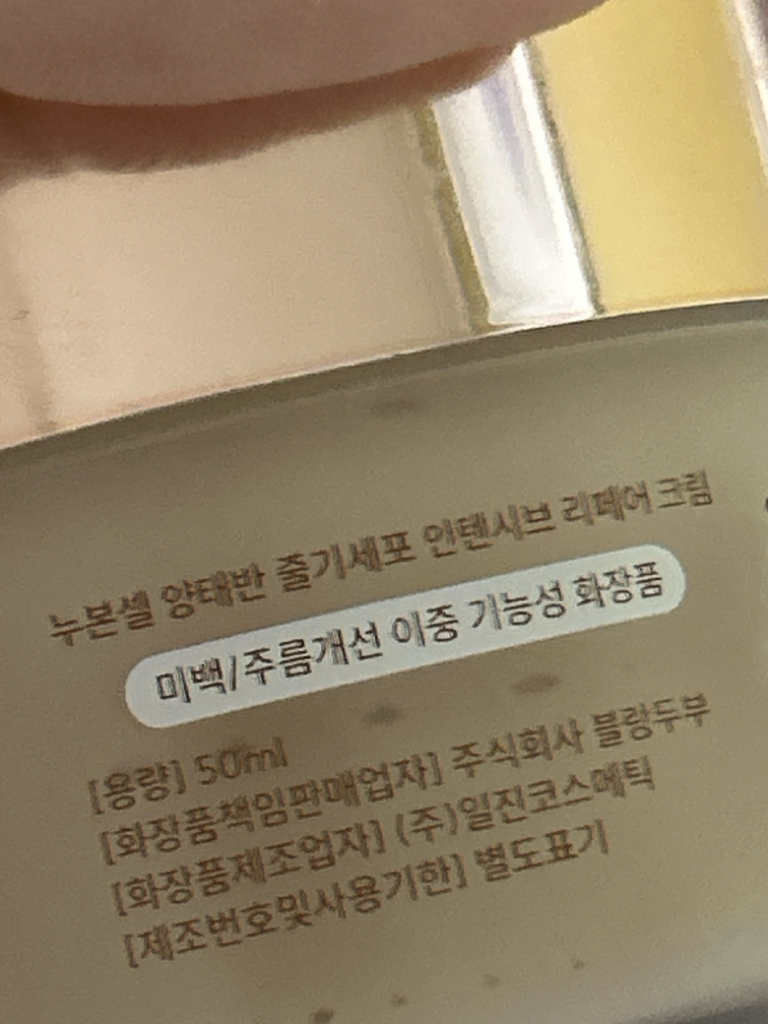 누본셀 양태반 줄기세포 인텐시브 리페어 크림
미백/주름개선 이중 기능성 화장품
[용량] 50ml
[화장품책임판매업자] 주식회사 블랑두부
[화장품제조업자] (주)일진코스메틱
[제조번호및사용기한] 별도표기